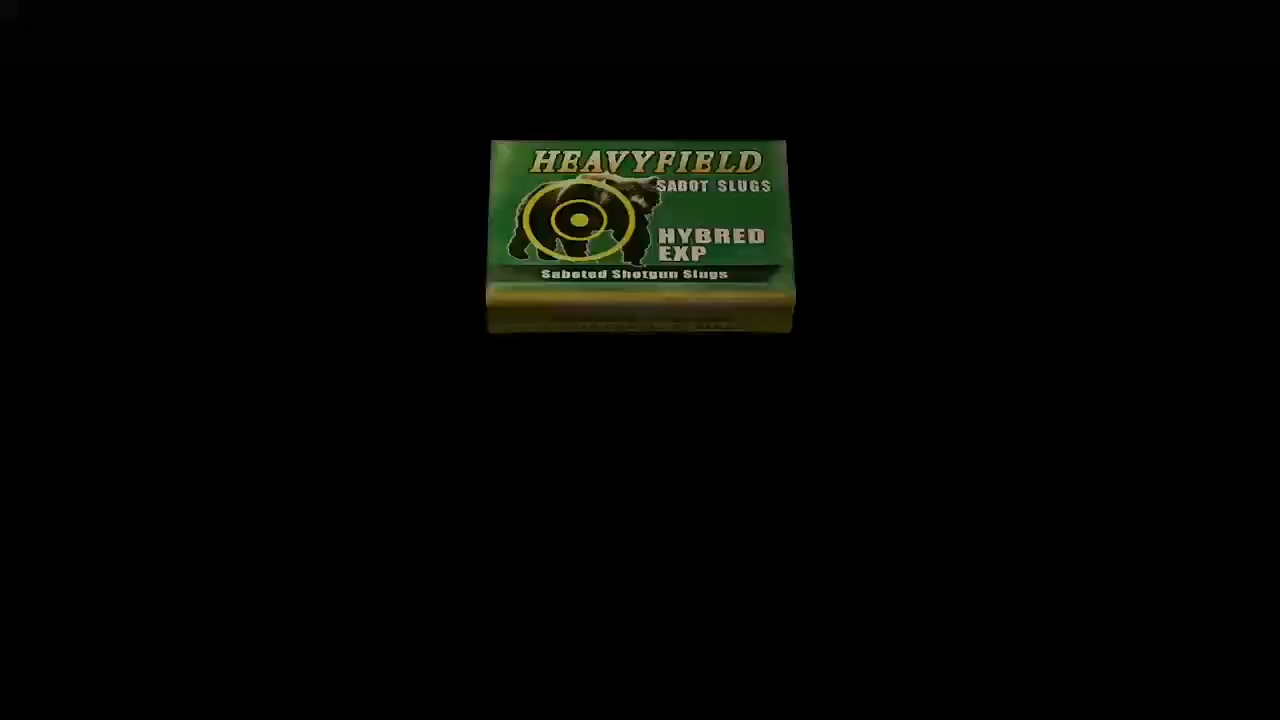 HEAVYFIELD
SABOT SLUGS
HYBRED
EXP
Saboted Shotgun Slugs